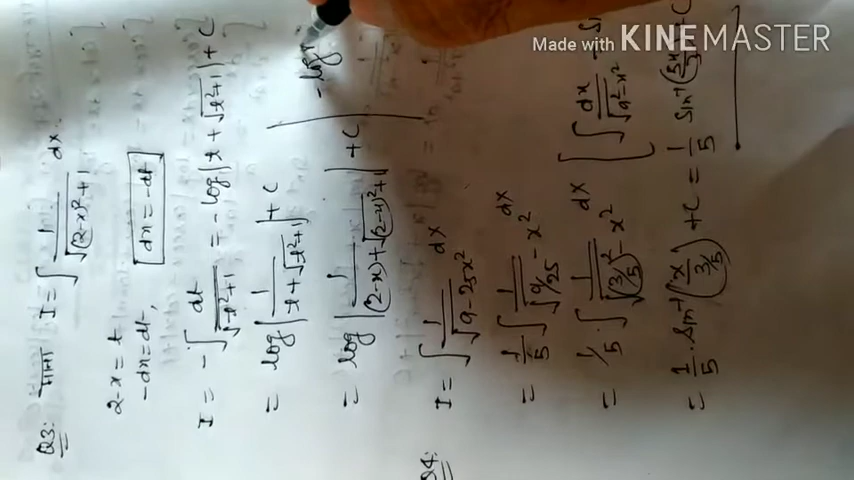 Made with KINEMASTER
Q3: माना I = ∫ 1/√((2-x)²+1) dx.
2-x = t
-dx = dt, dx = -dt
I = -∫ dt/√(t²+1) = -log|t + √(t²+1)| + C
= log|1/(t + √(t²+1))| + C
= log|1/((2-x)+√((2-x)²+1))| + C
-log
Q4: I = ∫ 1/√(9-25x²) dx
= 1/5 ∫ 1/√(9/25 - x²) dx
= 1/5 · ∫ 1/√((3/5)² - x²) dx [∫ dx/√(a²-x²)
= 1/5 · sin⁻¹(x/(3/5)) + C = 1/5 sin⁻¹(5x/3) + C